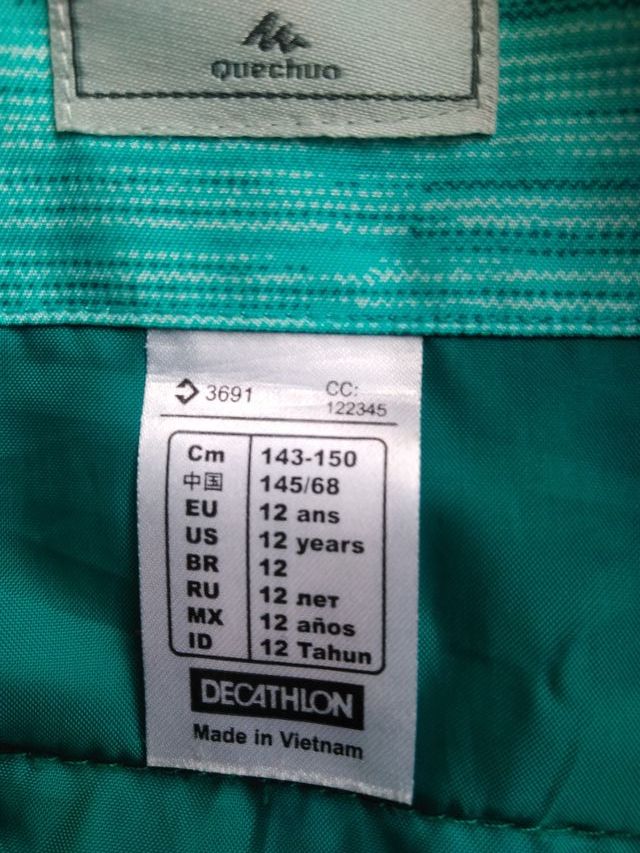 Quechua
3691 CC:
122345
Cm 143-150
中国 145/68
EU 12 ans
US 12 years
BR 12
RU 12 лет
MX 12 años
ID 12 Tahun
DECATHLON
Made in Vietnam